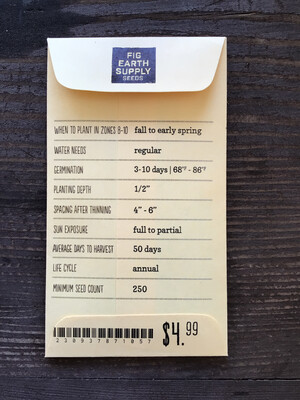 FIG
EARTH
SUPPLY
SEEDS
WHEN TO PLANT IN ZONES 8-10 fall to early spring
WATER NEEDS regular
GERMINATION 3-10 days | 68°F - 86°F
PLANTING DEPTH 1/2"
SPACING AFTER THINNING 4" - 6"
SUN EXPOSURE full to partial
AVERAGE DAYS TO HARVEST 50 days
LIFE CYCLE annual
MINIMUM SEED COUNT 250
$4.99